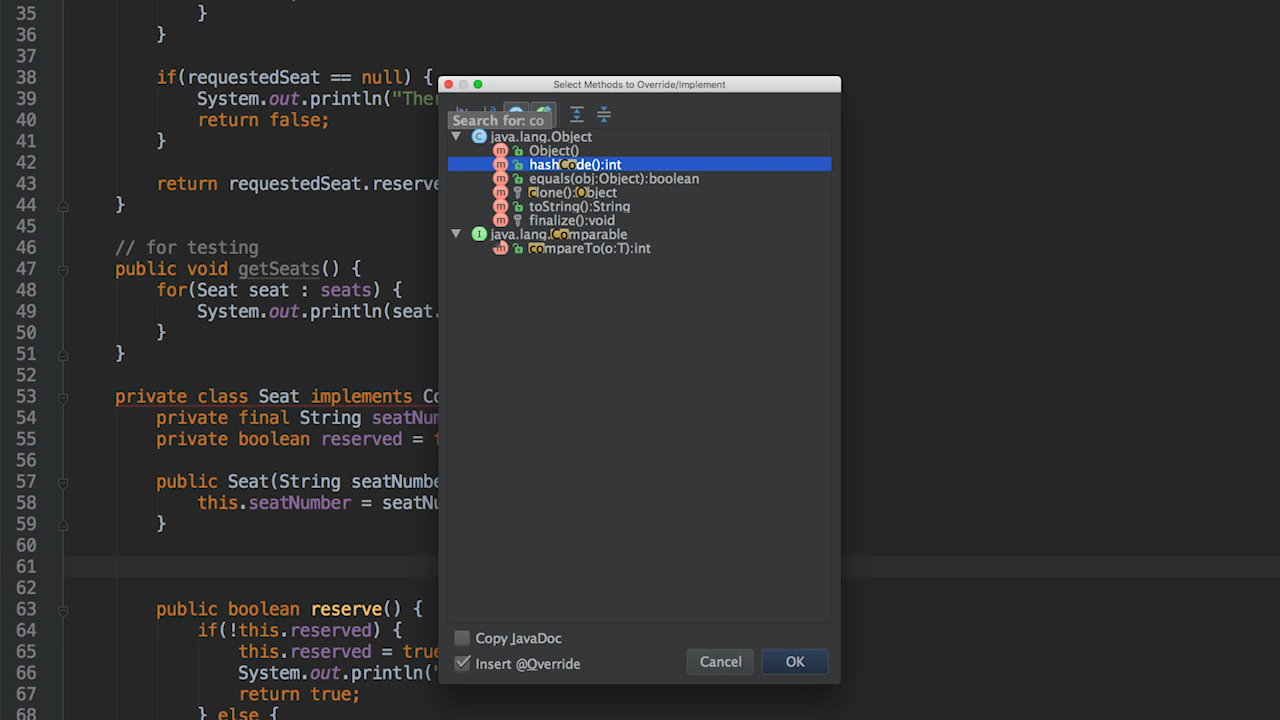 35 }
36 }
37
38 if(requestedSeat == null) {
39 System.out.println("Ther
40 return false;
41 }
42
43 return requestedSeat.reserve
44 }
45
46 // for testing
47 public void getSeats() {
48 for(Seat seat : seats) {
49 System.out.println(seat.
50 }
51 }
52
53 private class Seat implements Co
54 private final String seatNum
55 private boolean reserved = f
56
57 public Seat(String seatNumbe
58 this.seatNumber = seatNu
59 }
60
61
62
63 public boolean reserve() {
64 if(!this.reserved) {
65 this.reserved = true
66 System.out.println("
67 return true;
68 } else {
Select Methods to Override/Implement
Search for: co
C java.lang.Object
m Object()
m hashCode():int
m equals(obj:Object):boolean
m clone():Object
m toString():String
m finalize():void
I java.lang.Comparable
m compareTo(o:T):int
Copy JavaDoc
Insert @Override
Cancel OK